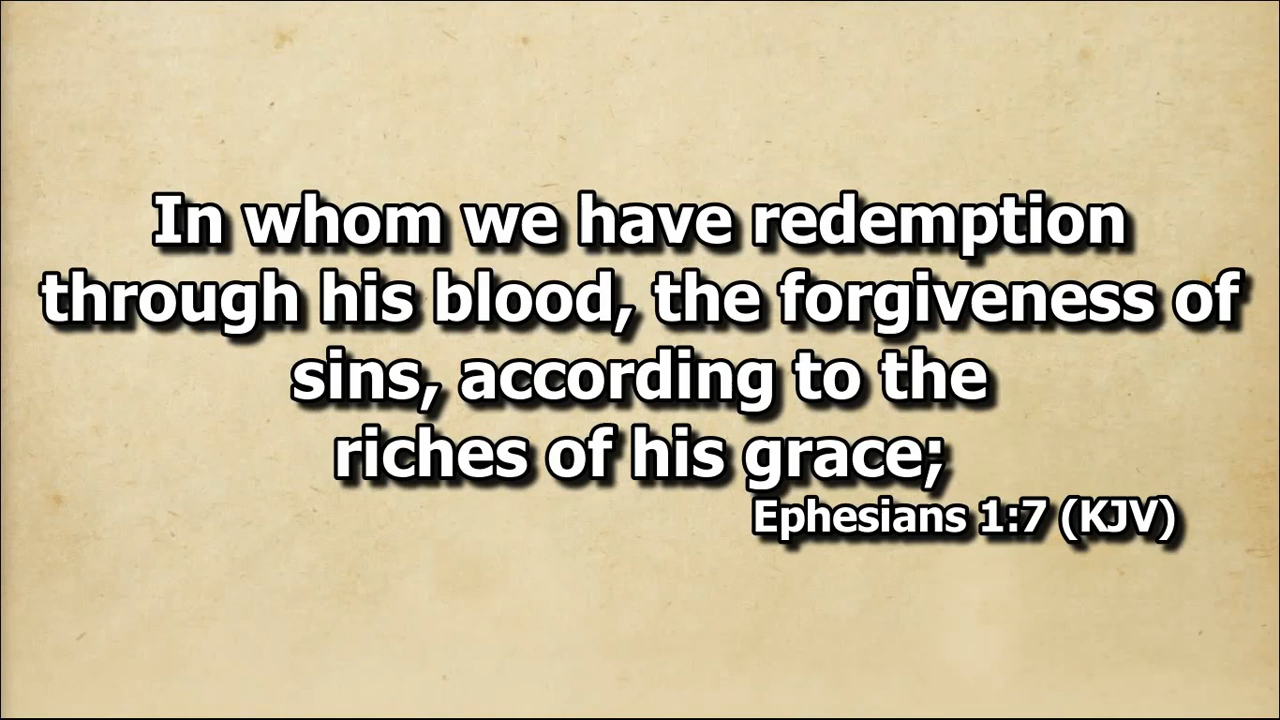 In whom we have redemption
through his blood, the forgiveness of
sins, according to the
riches of his grace;
Ephesians 1:7 (KJV)